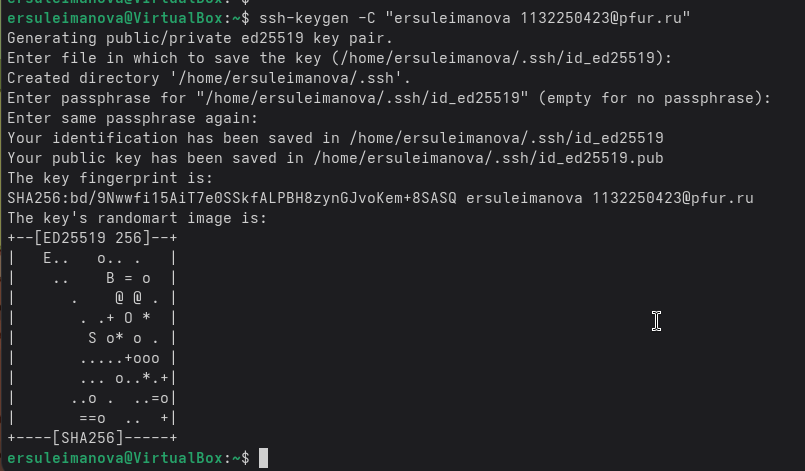 ersuleimanova@VirtualBox:~$ ssh-keygen -C "ersuleimanova 1132250423@pfur.ru"
Generating public/private ed25519 key pair.
Enter file in which to save the key (/home/ersuleimanova/.ssh/id_ed25519):
Created directory '/home/ersuleimanova/.ssh'.
Enter passphrase for "/home/ersuleimanova/.ssh/id_ed25519" (empty for no passphrase):
Enter same passphrase again:
Your identification has been saved in /home/ersuleimanova/.ssh/id_ed25519
Your public key has been saved in /home/ersuleimanova/.ssh/id_ed25519.pub
The key fingerprint is:
SHA256:bd/9Nwwfi15AiT7e0SSkfALPBH8zynGJvoKem+8SASQ ersuleimanova 1132250423@pfur.ru
The key's randomart image is:
+--[ED25519 256]--+
|   E..   o.. .   |
|    ..    B = o  |
|      .    @ @ . |
|       . .+ O *  |
|        S o* o . |
|       .....+ooo |
|       ... o..*.+|
|      ..o .  ..=o|
|       ==o  ..  +|
+----[SHA256]-----+
ersuleimanova@VirtualBox:~$